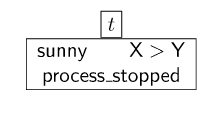 t
sunny X > Y
process_stopped